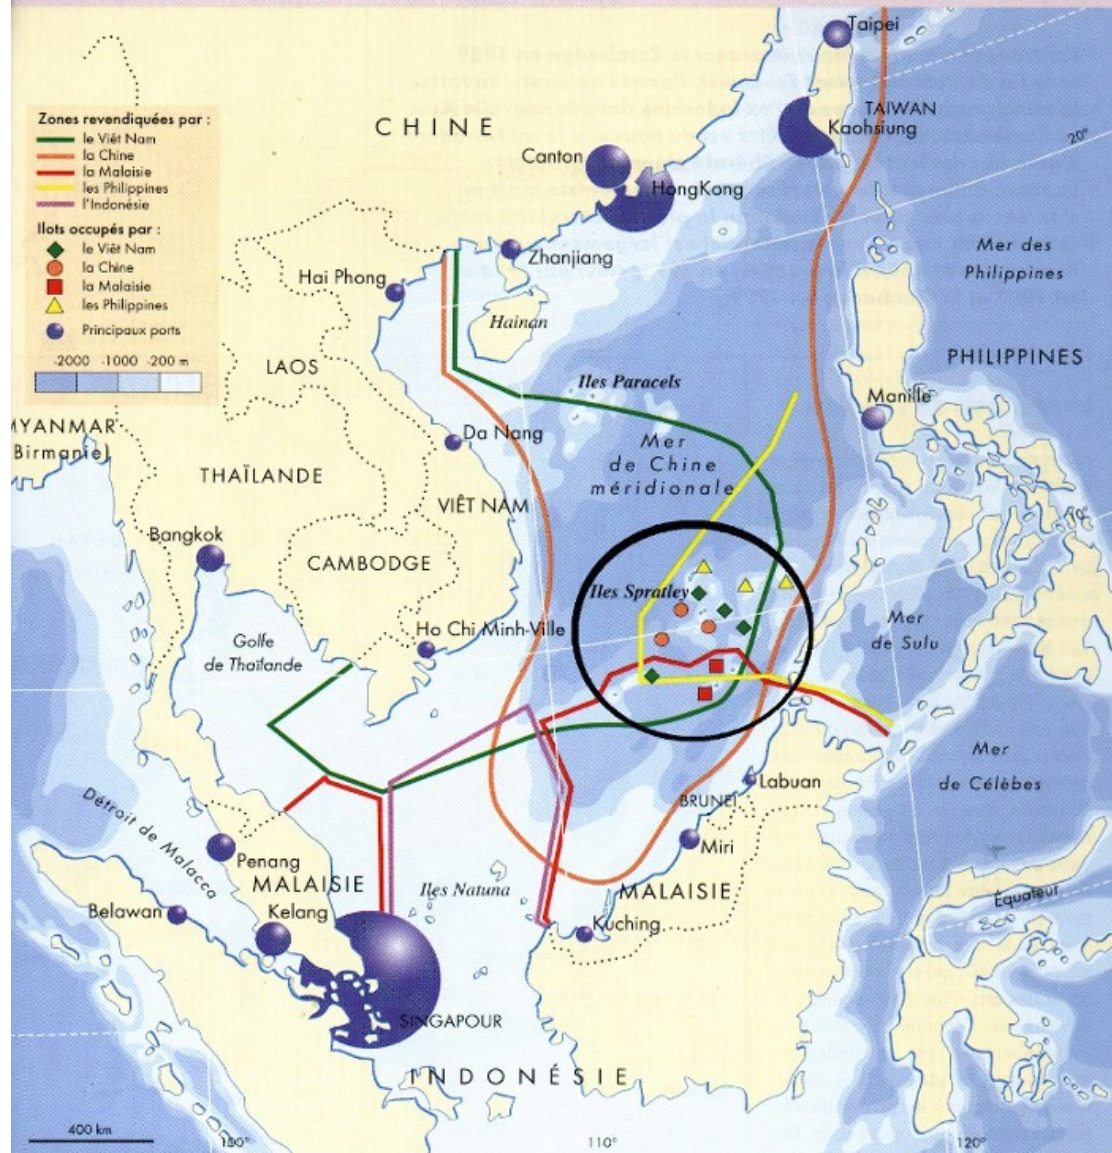 Taipei
TAIWAN
Kaohsiung
20°
CHINE
Canton
HongKong
Zones revendiquées par :
le Viêt Nam
la Chine
la Malaisie
les Philippines
l'Indonésie
Ilots occupés par :
le Viêt Nam
la Chine
la Malaisie
les Philippines
Principaux ports
-2000 -1000 -200 m
Zhanjiang
Hai Phong
Hainan
Mer des
Philippines
LAOS
PHILIPPINES
Iles Paracels
Manille
MYANMAR
(Birmanie)
Da Nang
Mer
de Chine
méridionale
THAÏLANDE
VIÊT NAM
10°
Bangkok
CAMBODGE
Iles Spratley
Ho Chi Minh-Ville
Golfe
de Thaïlande
Mer
de Sulu
Mer
de Célèbes
Labuan
BRUNEI
Détroit de Malacca
Miri
Penang
MALAISIE
Iles Natuna
MALAISIE
Équateur
Belawan
Kelang
Kuching
SINGAPOUR
INDONÉSIE
400 km
100°
110°
120°